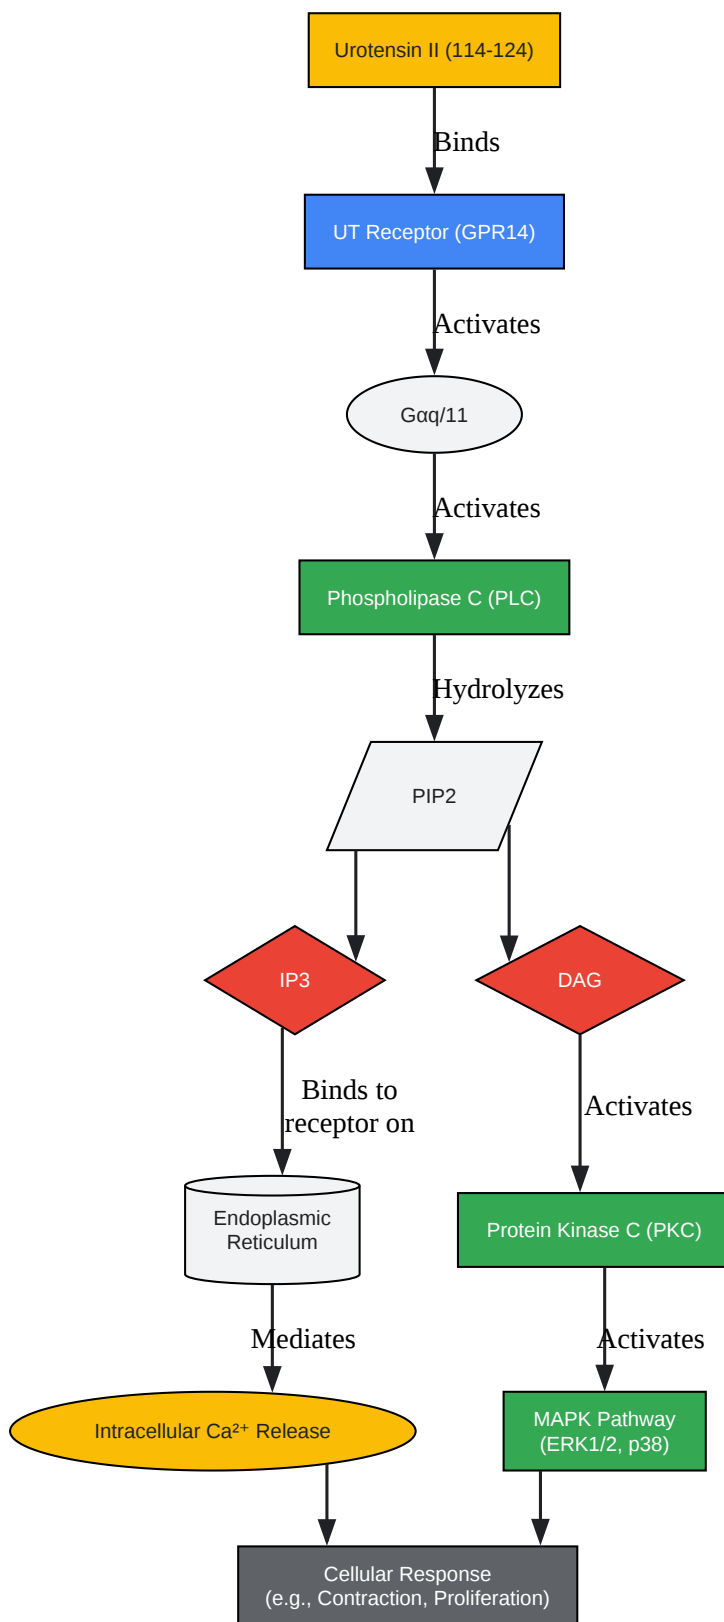 Urotensin II (114-124)
Binds
UT Receptor (GPR14)
Activates
Gαq/11
Activates
Phospholipase C (PLC)
Hydrolyzes
PIP2
IP3
DAG
Binds to
receptor on
Activates
Endoplasmic
Reticulum
Protein Kinase C (PKC)
Mediates
Activates
Intracellular Ca²⁺ Release
MAPK Pathway
(ERK1/2, p38)
Cellular Response
(e.g., Contraction, Proliferation)